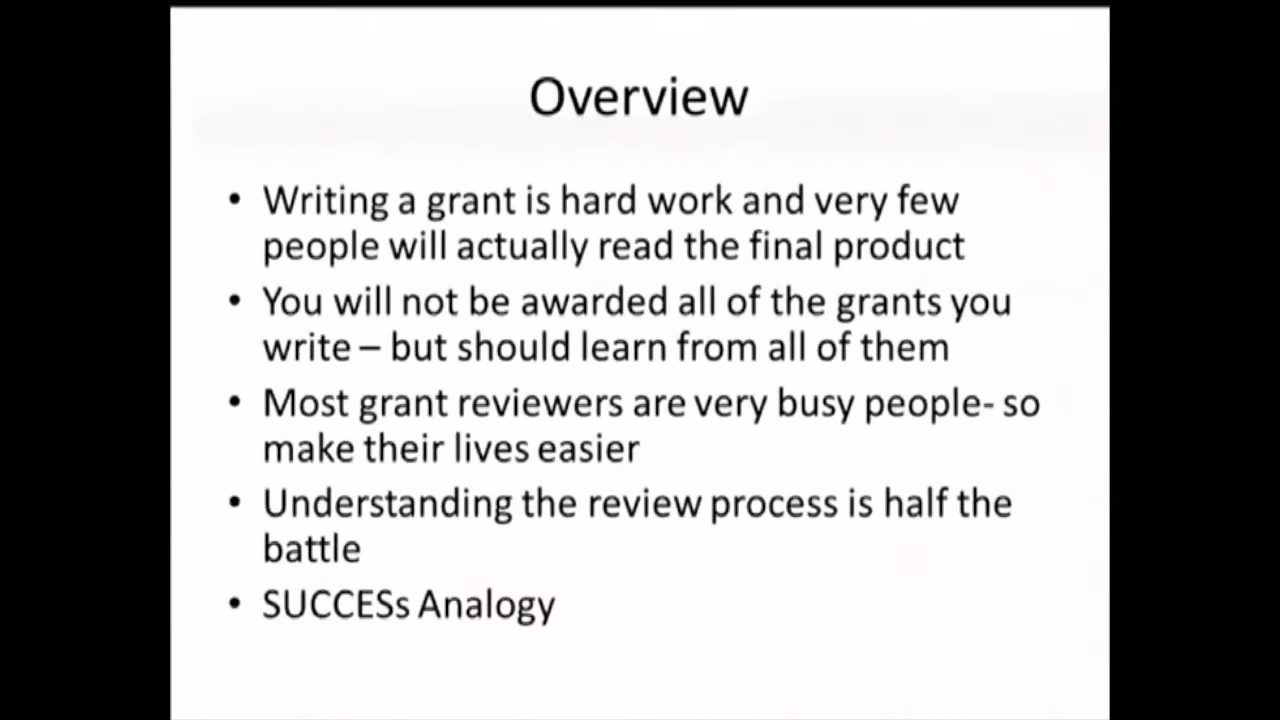 Overview
• Writing a grant is hard work and very few
people will actually read the final product
• You will not be awarded all of the grants you
write – but should learn from all of them
• Most grant reviewers are very busy people- so
make their lives easier
• Understanding the review process is half the
battle
• SUCCESs Analogy